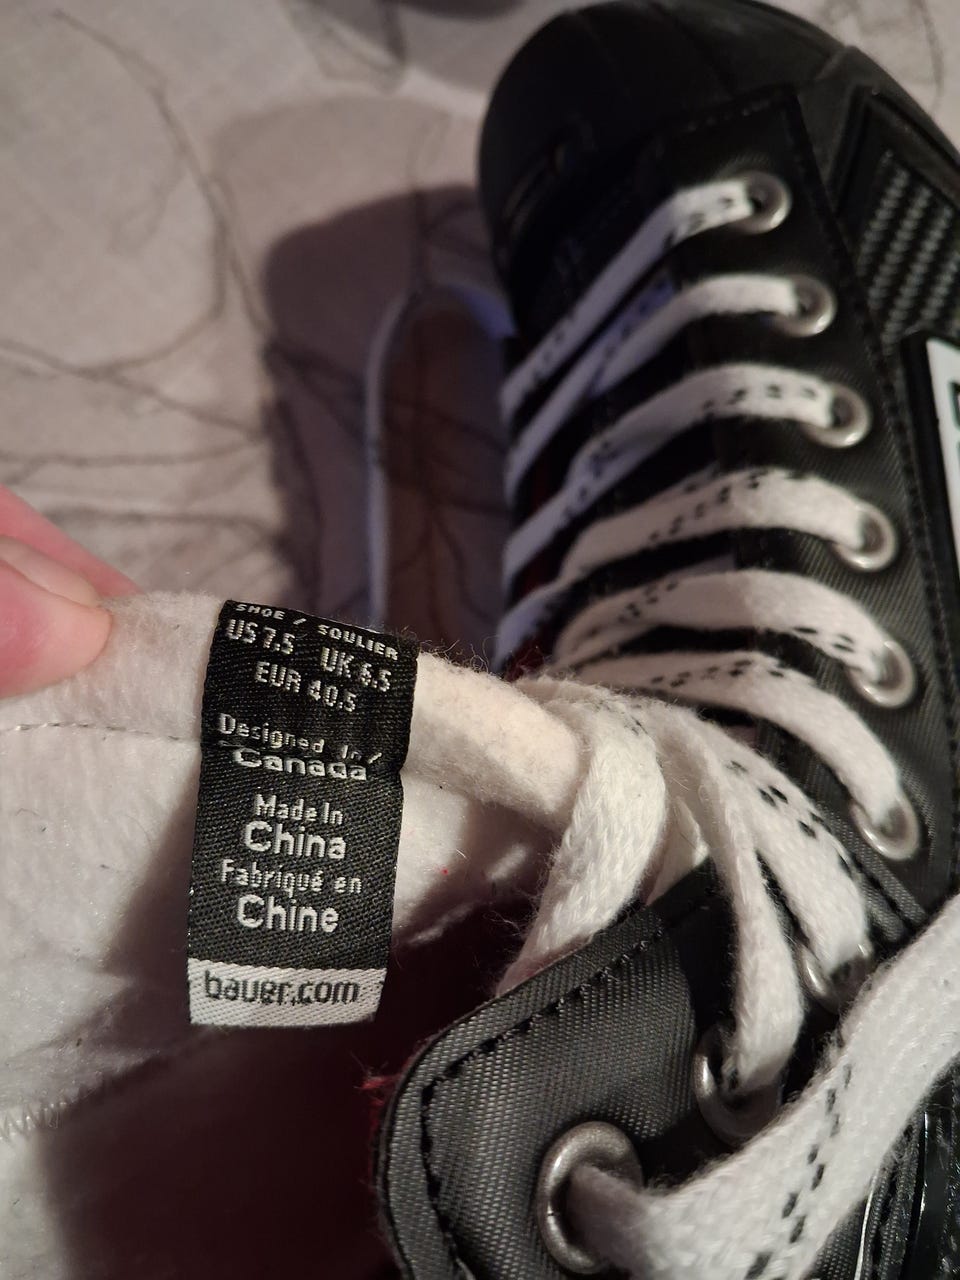 SHOE / SOULIER
US 7.5 UK 6.5
EUR 40.5
Designed in /
Canada
Made In
China
Fabriqué en
Chine
bauer.com